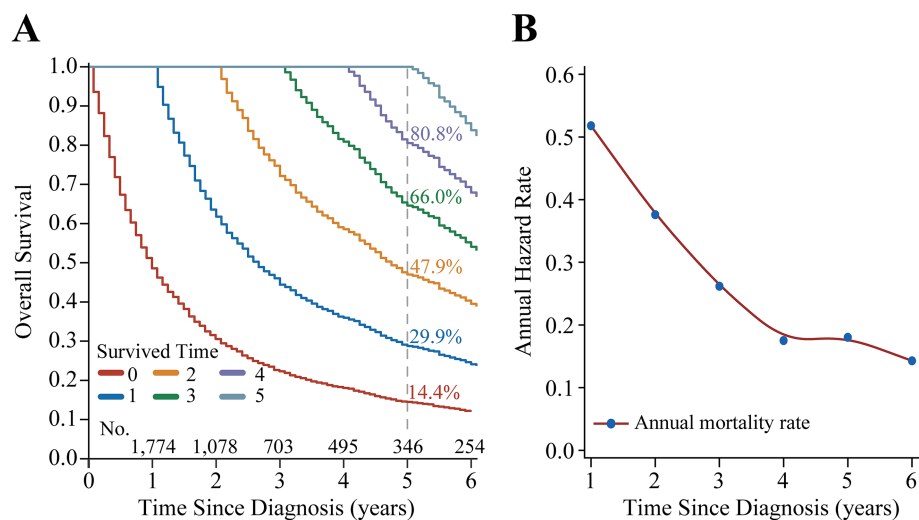 A
Overall Survival
1.0
0.9
0.8
0.7
0.6
0.5
0.4
0.3
0.2
0.1
0.0
80.8%
66.0%
47.9%
29.9%
14.4%
Survived Time
0 2 4
1 3 5
No.
1,774 1,078 703 495 346 254
0 1 2 3 4 5 6
Time Since Diagnosis (years)
B
Annual Hazard Rate
0.6
0.5
0.4
0.3
0.2
0.1
0.0
Annual mortality rate
1 2 3 4 5 6
Time Since Diagnosis (years)